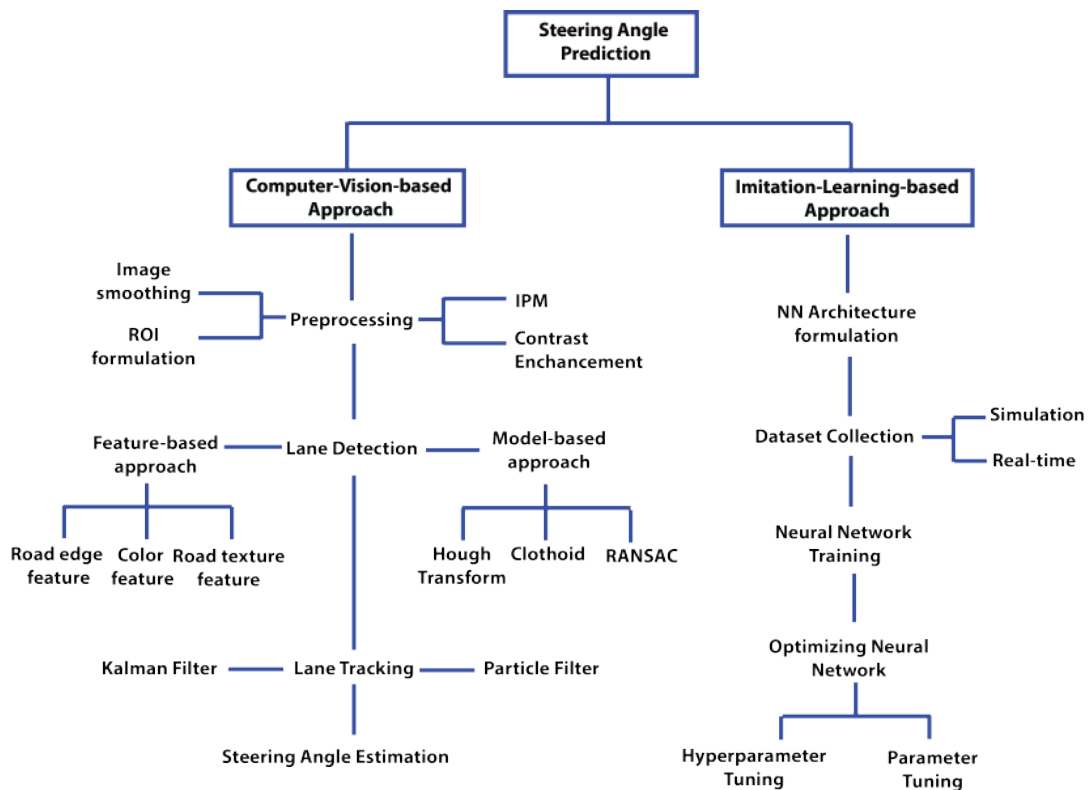 Steering Angle
Prediction
Computer-Vision-based
Approach
Imitation-Learning-based
Approach
Image
smoothing
ROI
formulation
Preprocessing
IPM
Contrast
Enchancement
NN Architecture
formulation
Feature-based
approach
Lane Detection
Model-based
approach
Dataset Collection
Simulation
Real-time
Road edge
feature
Color
feature
Road texture
feature
Hough
Transform
Clothoid
RANSAC
Neural Network
Training
Kalman Filter
Lane Tracking
Particle Filter
Optimizing Neural
Network
Steering Angle Estimation
Hyperparameter
Tuning
Parameter
Tuning